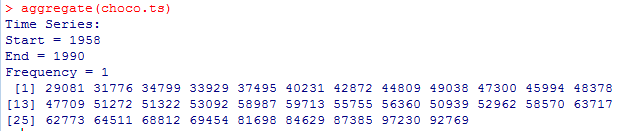 > aggregate(choco.ts)
Time Series:
Start = 1958
End = 1990
Frequency = 1
 [1] 29081 31776 34799 33929 37495 40231 42872 44809 49038 47300 45994 48378
[13] 47709 51272 51322 53092 58987 59713 55755 56360 50939 52962 58570 63717
[25] 62773 64511 68812 69454 81698 84629 87385 97230 92769